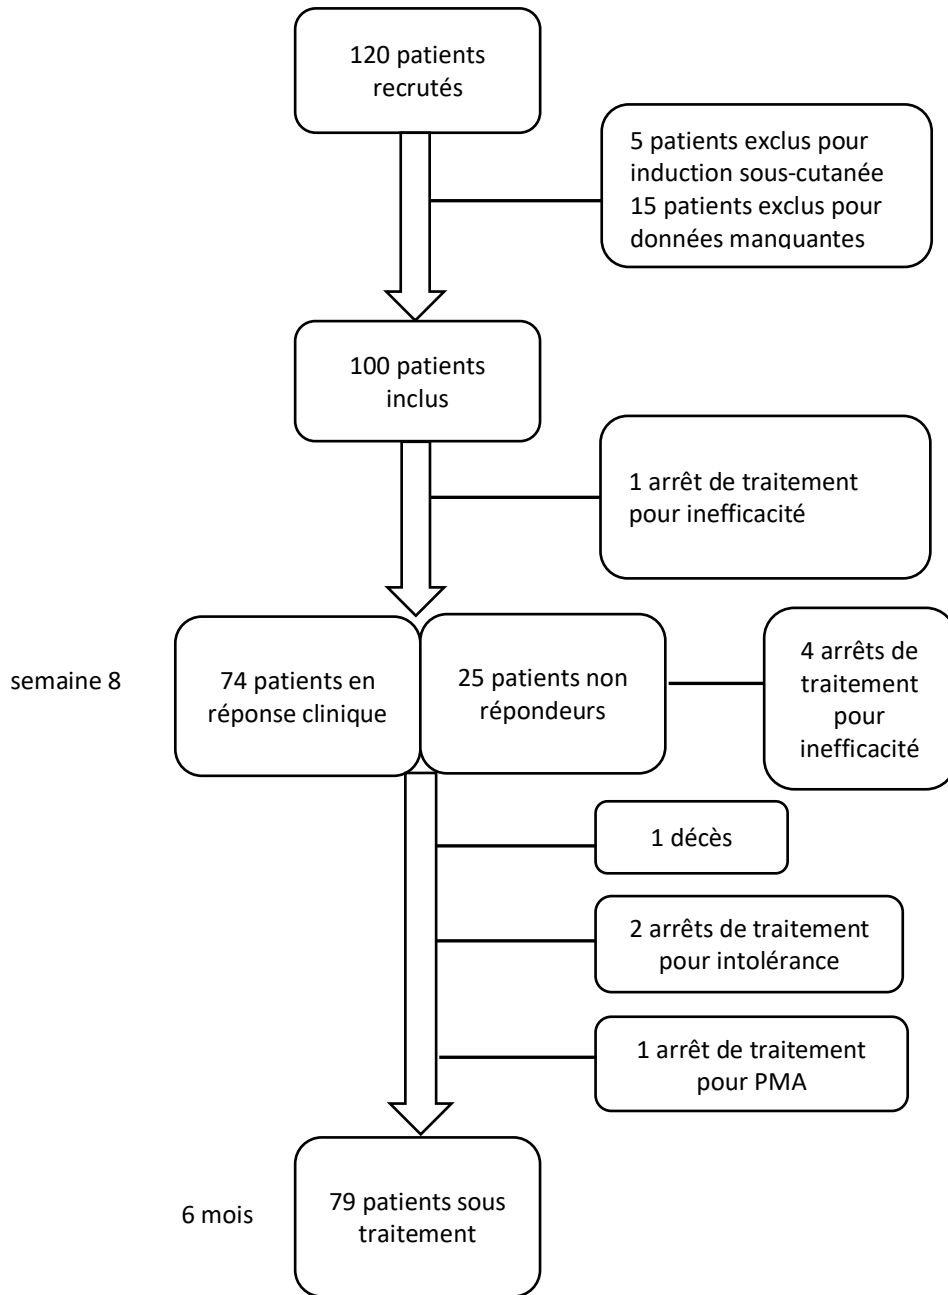 120 patients
recrutés
5 patients exclus pour
induction sous-cutanée
15 patients exclus pour
données manquantes
100 patients
inclus
1 arrêt de traitement
pour inefficacité
semaine 8
74 patients en
réponse clinique
25 patients non
répondeurs
4 arrêts de
traitement
pour
inefficacité
1 décès
2 arrêts de traitement
pour intolérance
1 arrêt de traitement
pour PMA
6 mois
79 patients sous
traitement